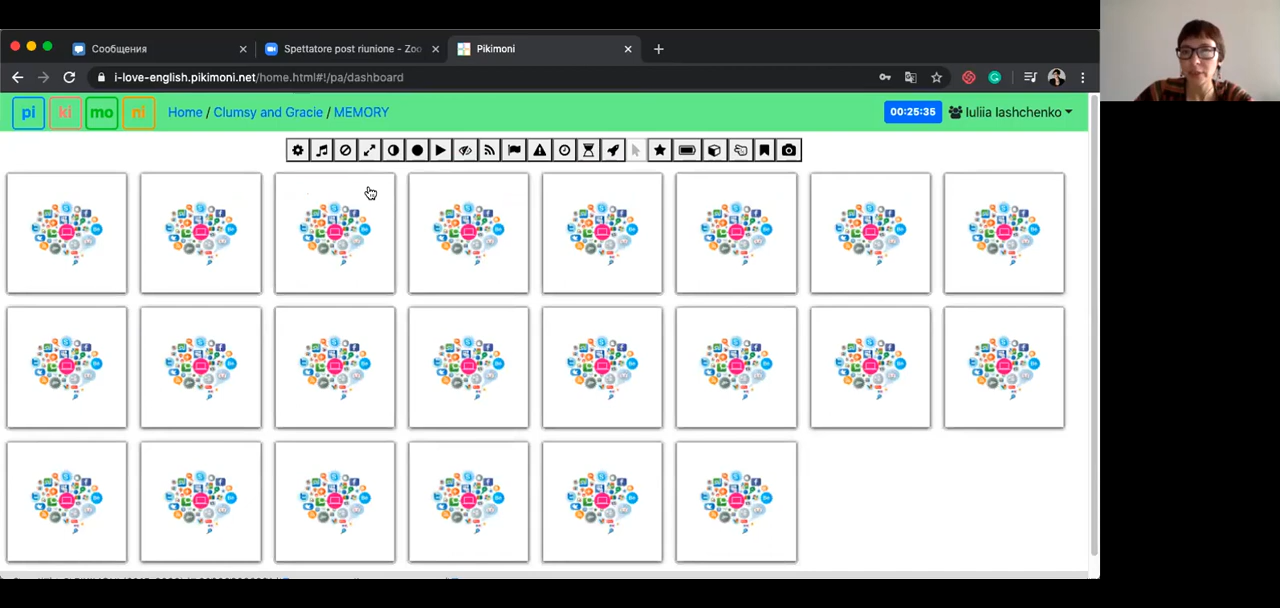 Сообщения
Spettatore post riunione - Zoo
Pikimoni
i-love-english.pikimoni.net/home.html#!/pa/dashboard
pi ki mo ni Home / Clumsy and Gracie / MEMORY 00:25:35 Iuliia Iashchenko